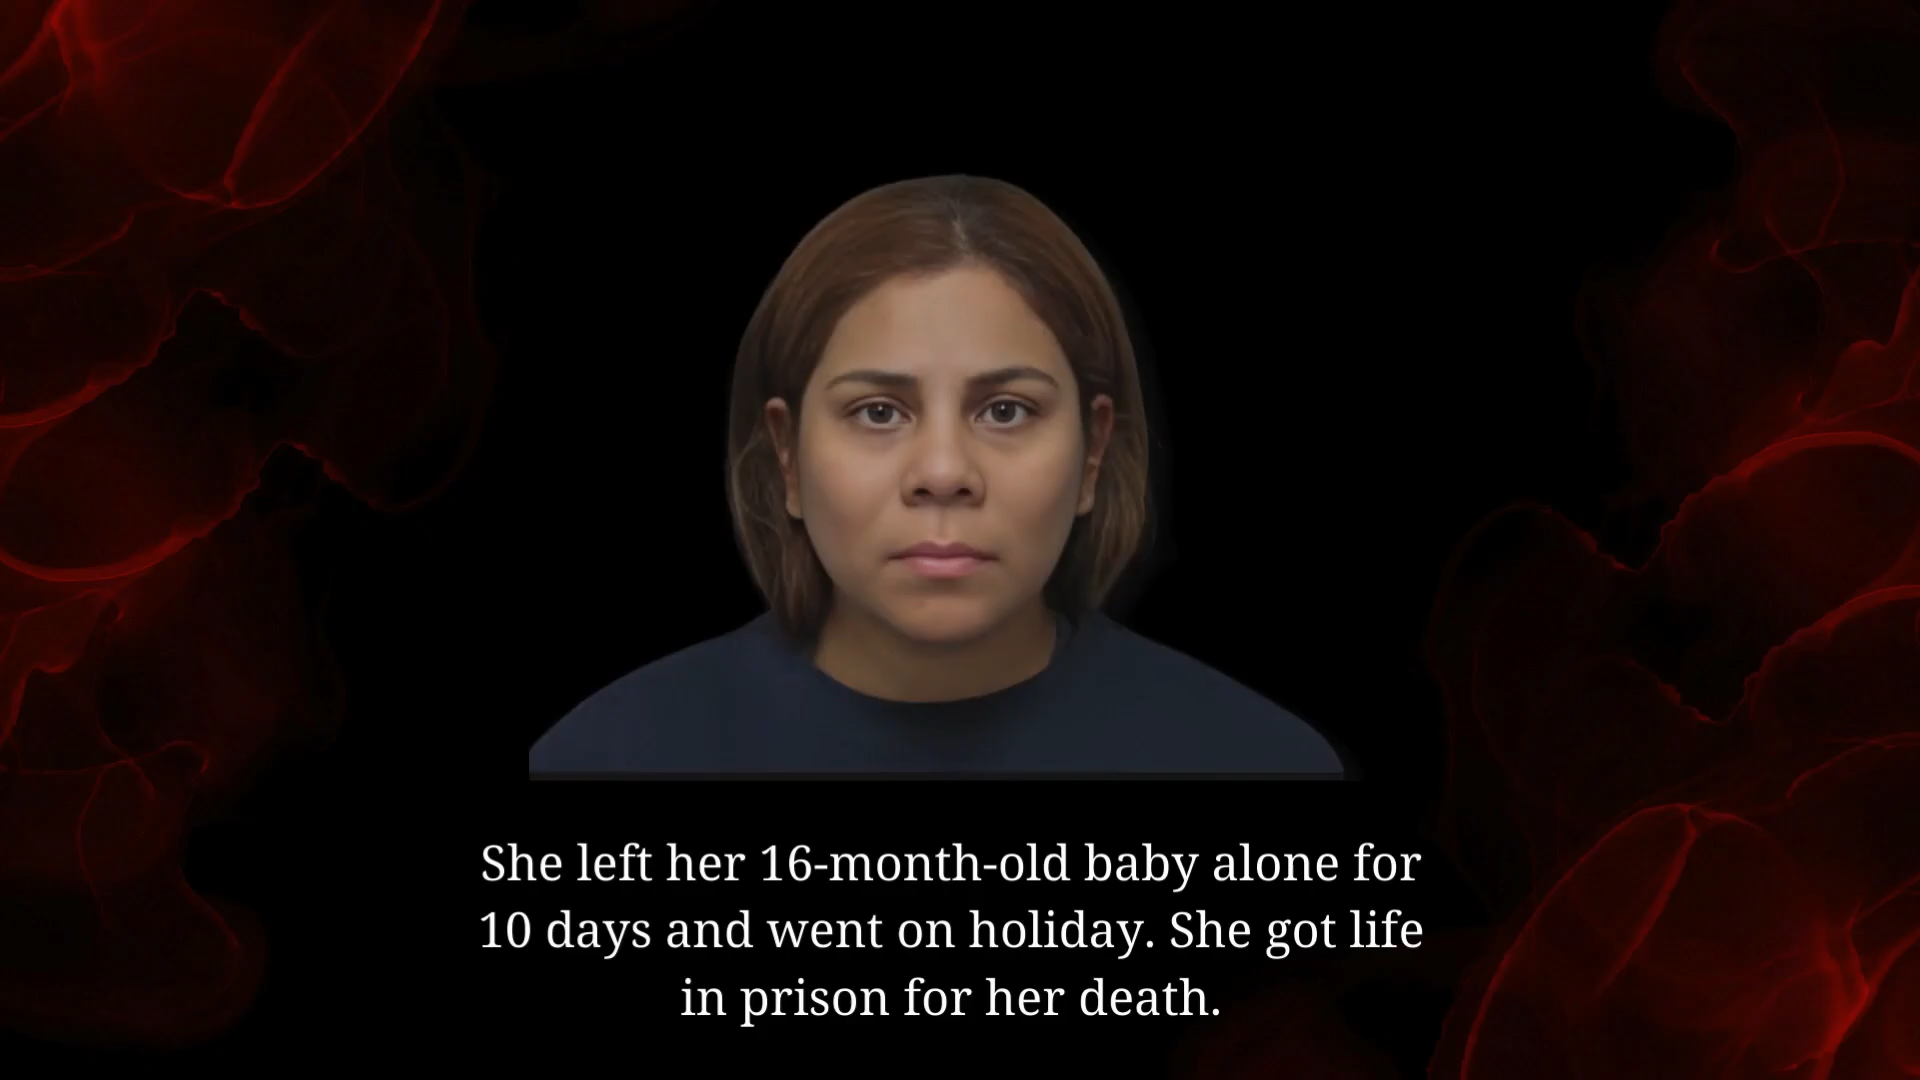 She left her 16-month-old baby alone for
10 days and went on holiday. She got life
in prison for her death.